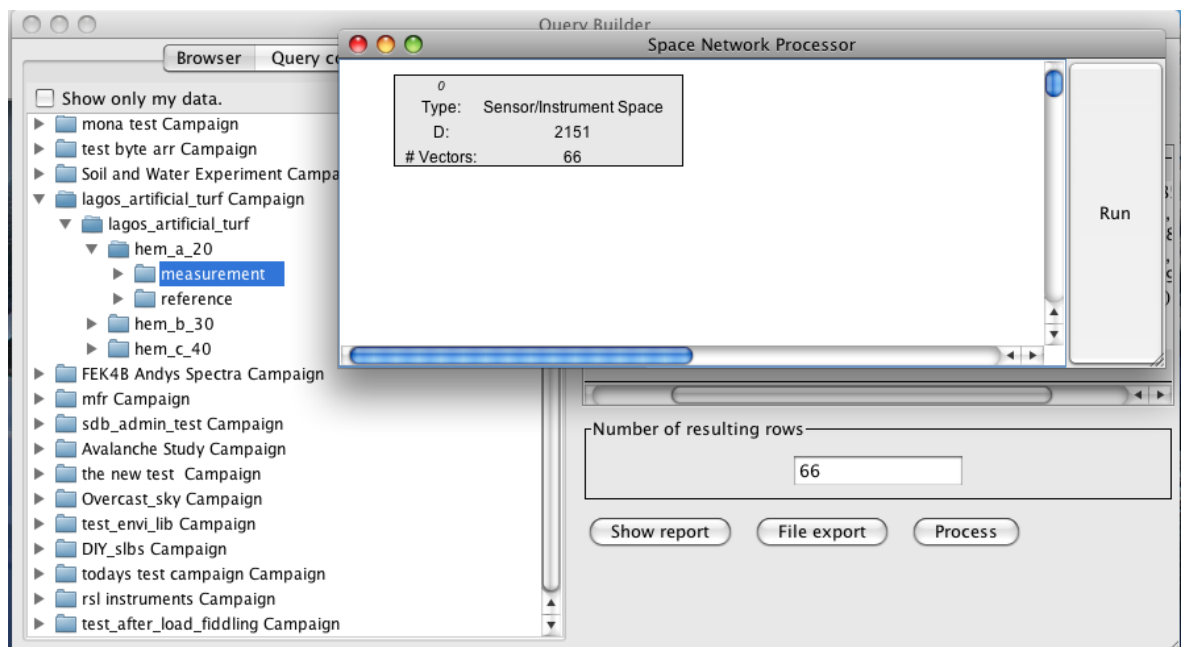 Query Builder
Browser
Show only my data.
mona test Campaign
test byte arr Campaign
Soil and Water Experiment
lagos_artificial_turf Campaign
lagos_artificial_turf
hem_a_20
measurement
reference
hem_b_30
hem_c_40
FEK4B Andys Spectra Campaign
mfr Campaign
sdb_admin_test Campaign
Avalanche Study Campaign
the new test  Campaign
Overcast_sky Campaign
test_envi_lib Campaign
DIY_slbs Campaign
todays test campaign Campaign
rsl instruments Campaign
test_after_load_fiddling Campaign
Space Network Processor
0
Type: Sensor/Instrument Space
D: 2151
# Vectors: 66
Run
Number of resulting rows
66
Show report File export Process